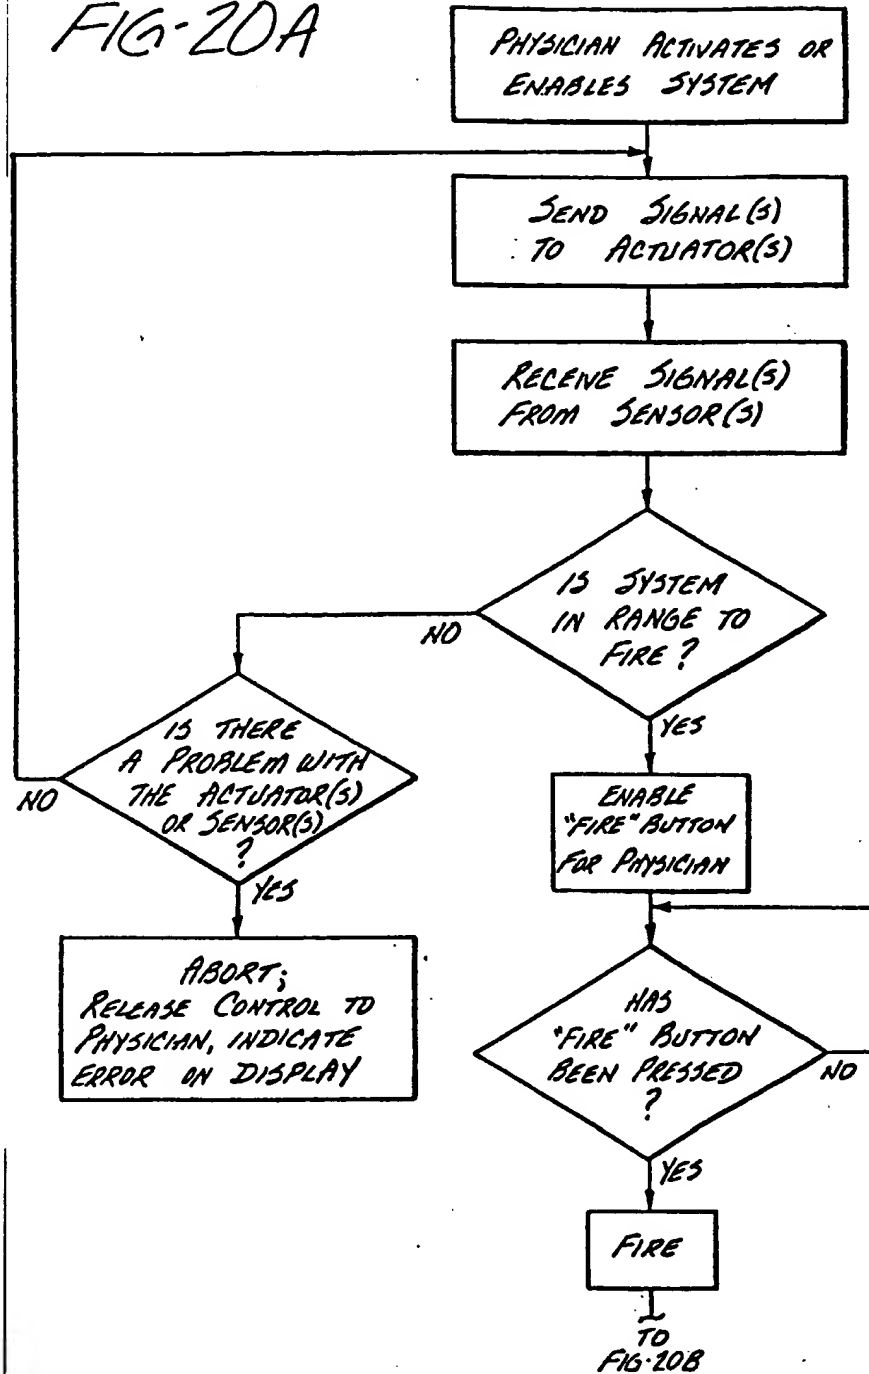 FIG-20A
PHYSICIAN ACTIVATES OR
ENABLES SYSTEM
SEND SIGNAL(S)
TO ACTUATOR(S)
RECEIVE SIGNAL(S)
FROM SENSOR(S)
IS SYSTEM
IN RANGE TO
FIRE?
NO
YES
IS THERE
A PROBLEM WITH
THE ACTUATOR(S)
OR SENSOR(S)
?
NO
YES
ABORT;
RELEASE CONTROL TO
PHYSICIAN, INDICATE
ERROR ON DISPLAY
ENABLE
"FIRE" BUTTON
FOR PHYSICIAN
HAS
"FIRE" BUTTON
BEEN PRESSED
?
NO
YES
FIRE
TO
FIG-20B